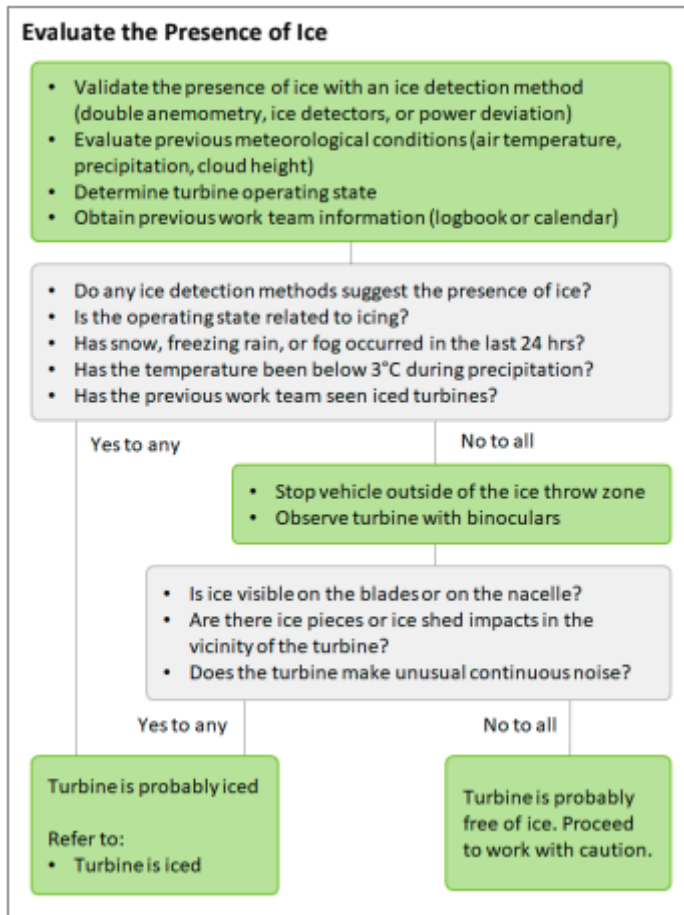 Evaluate the Presence of Ice
• Validate the presence of ice with an ice detection method
(double anemometry, ice detectors, or power deviation)
• Evaluate previous meteorological conditions (air temperature,
precipitation, cloud height)
• Determine turbine operating state
• Obtain previous work team information (logbook or calendar)
• Do any ice detection methods suggest the presence of ice?
• Is the operating state related to icing?
• Has snow, freezing rain, or fog occurred in the last 24 hrs?
• Has the temperature been below 3°C during precipitation?
• Has the previous work team seen iced turbines?
Yes to any
No to all
• Stop vehicle outside of the ice throw zone
• Observe turbine with binoculars
• Is ice visible on the blades or on the nacelle?
• Are there ice pieces or ice shed impacts in the
vicinity of the turbine?
• Does the turbine make unusual continuous noise?
Yes to any
No to all
Turbine is probably iced
Refer to:
• Turbine is iced
Turbine is probably
free of ice. Proceed
to work with caution.